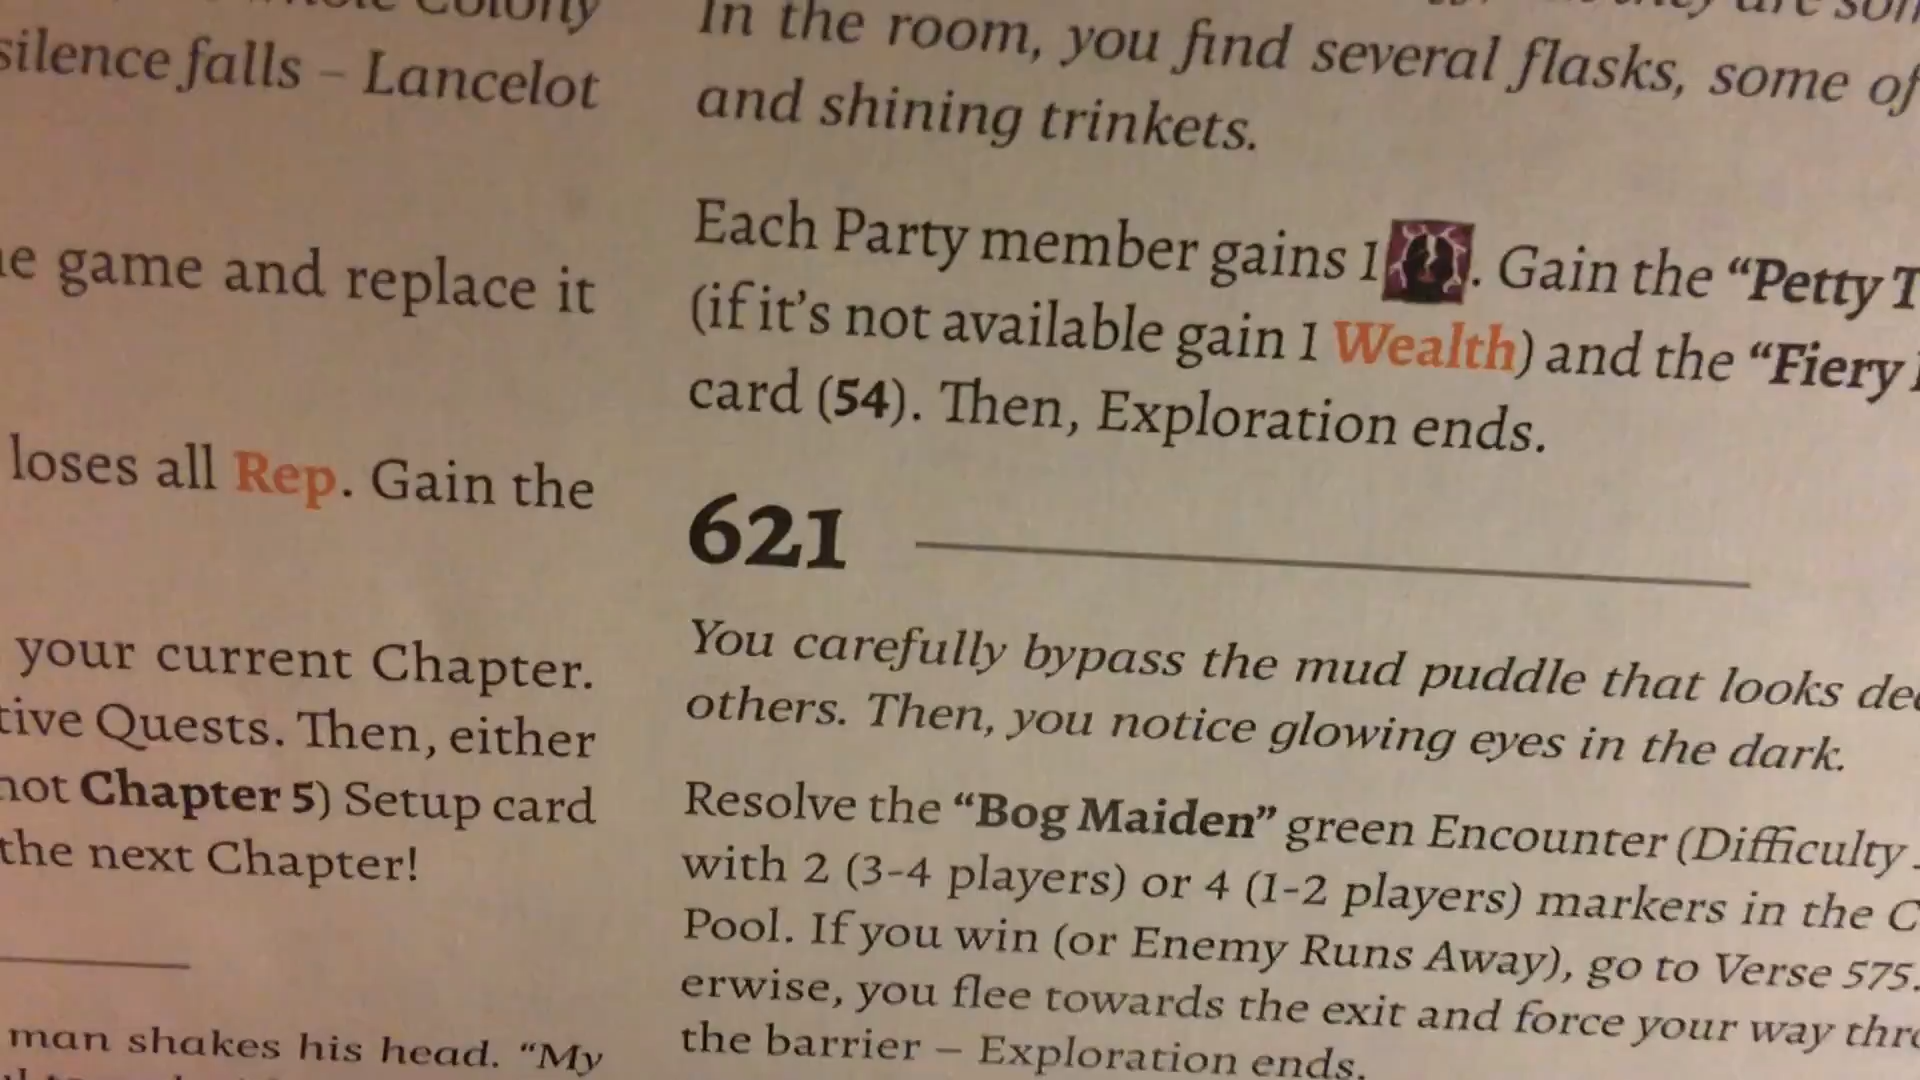 Colony
silence falls – Lancelot
game and replace it
loses all Rep. Gain the
your current Chapter.
Quests. Then, either
Chapter 5) Setup card
the next Chapter!
man shakes his head. “My
In the room, you find several flasks, some of
and shining trinkets.
Each Party member gains 1 . Gain the “Petty
(if it’s not available gain 1 Wealth) and the “Fiery
card (54). Then, Exploration ends.
621
You carefully bypass the mud puddle that looks
others. Then, you notice glowing eyes in the dark.
Resolve the “Bog Maiden” green Encounter (Difficulty
with 2 (3-4 players) or 4 (1-2 players) markers in the
Pool. If you win (or Enemy Runs Away), go to Verse 575.
erwise, you flee towards the exit and force your way
the barrier – Exploration ends.